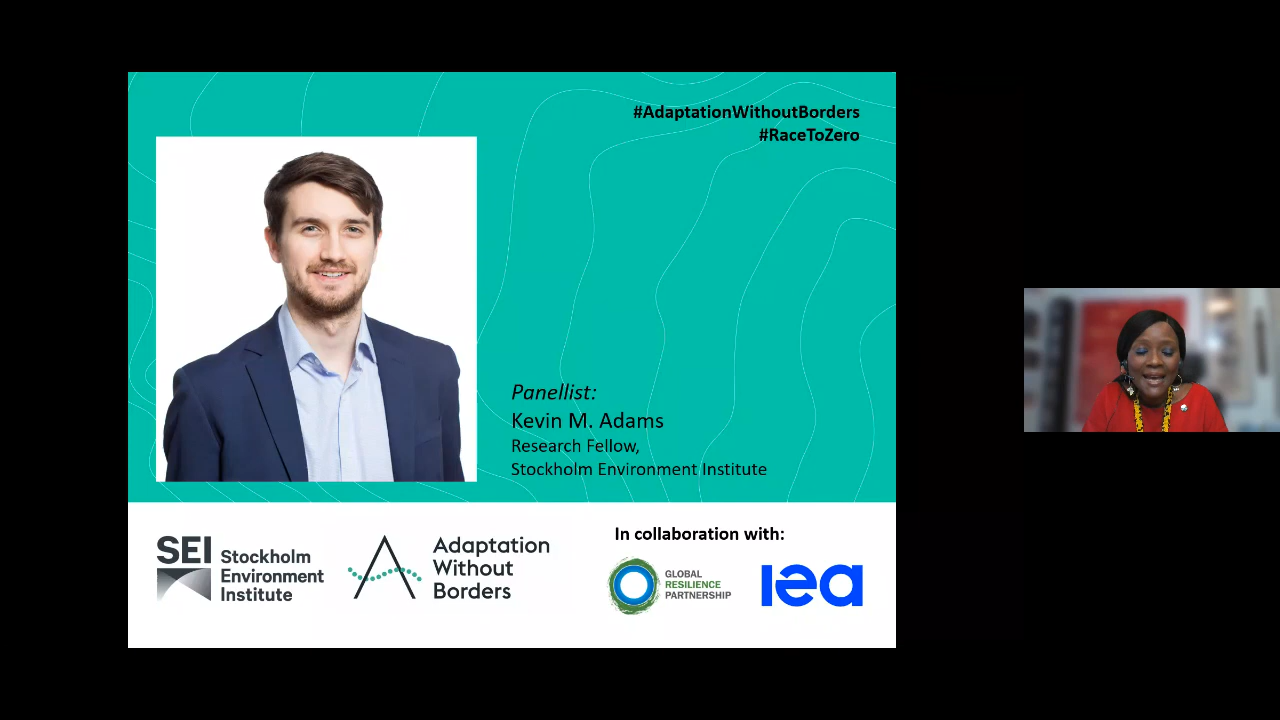 #AdaptationWithoutBorders
#RaceToZero
Panellist:
Kevin M. Adams
Research Fellow,
Stockholm Environment Institute
SEI Stockholm
Environment
Institute
Adaptation
Without
Borders
In collaboration with:
GLOBAL
RESILIENCE
PARTNERSHIP
iea